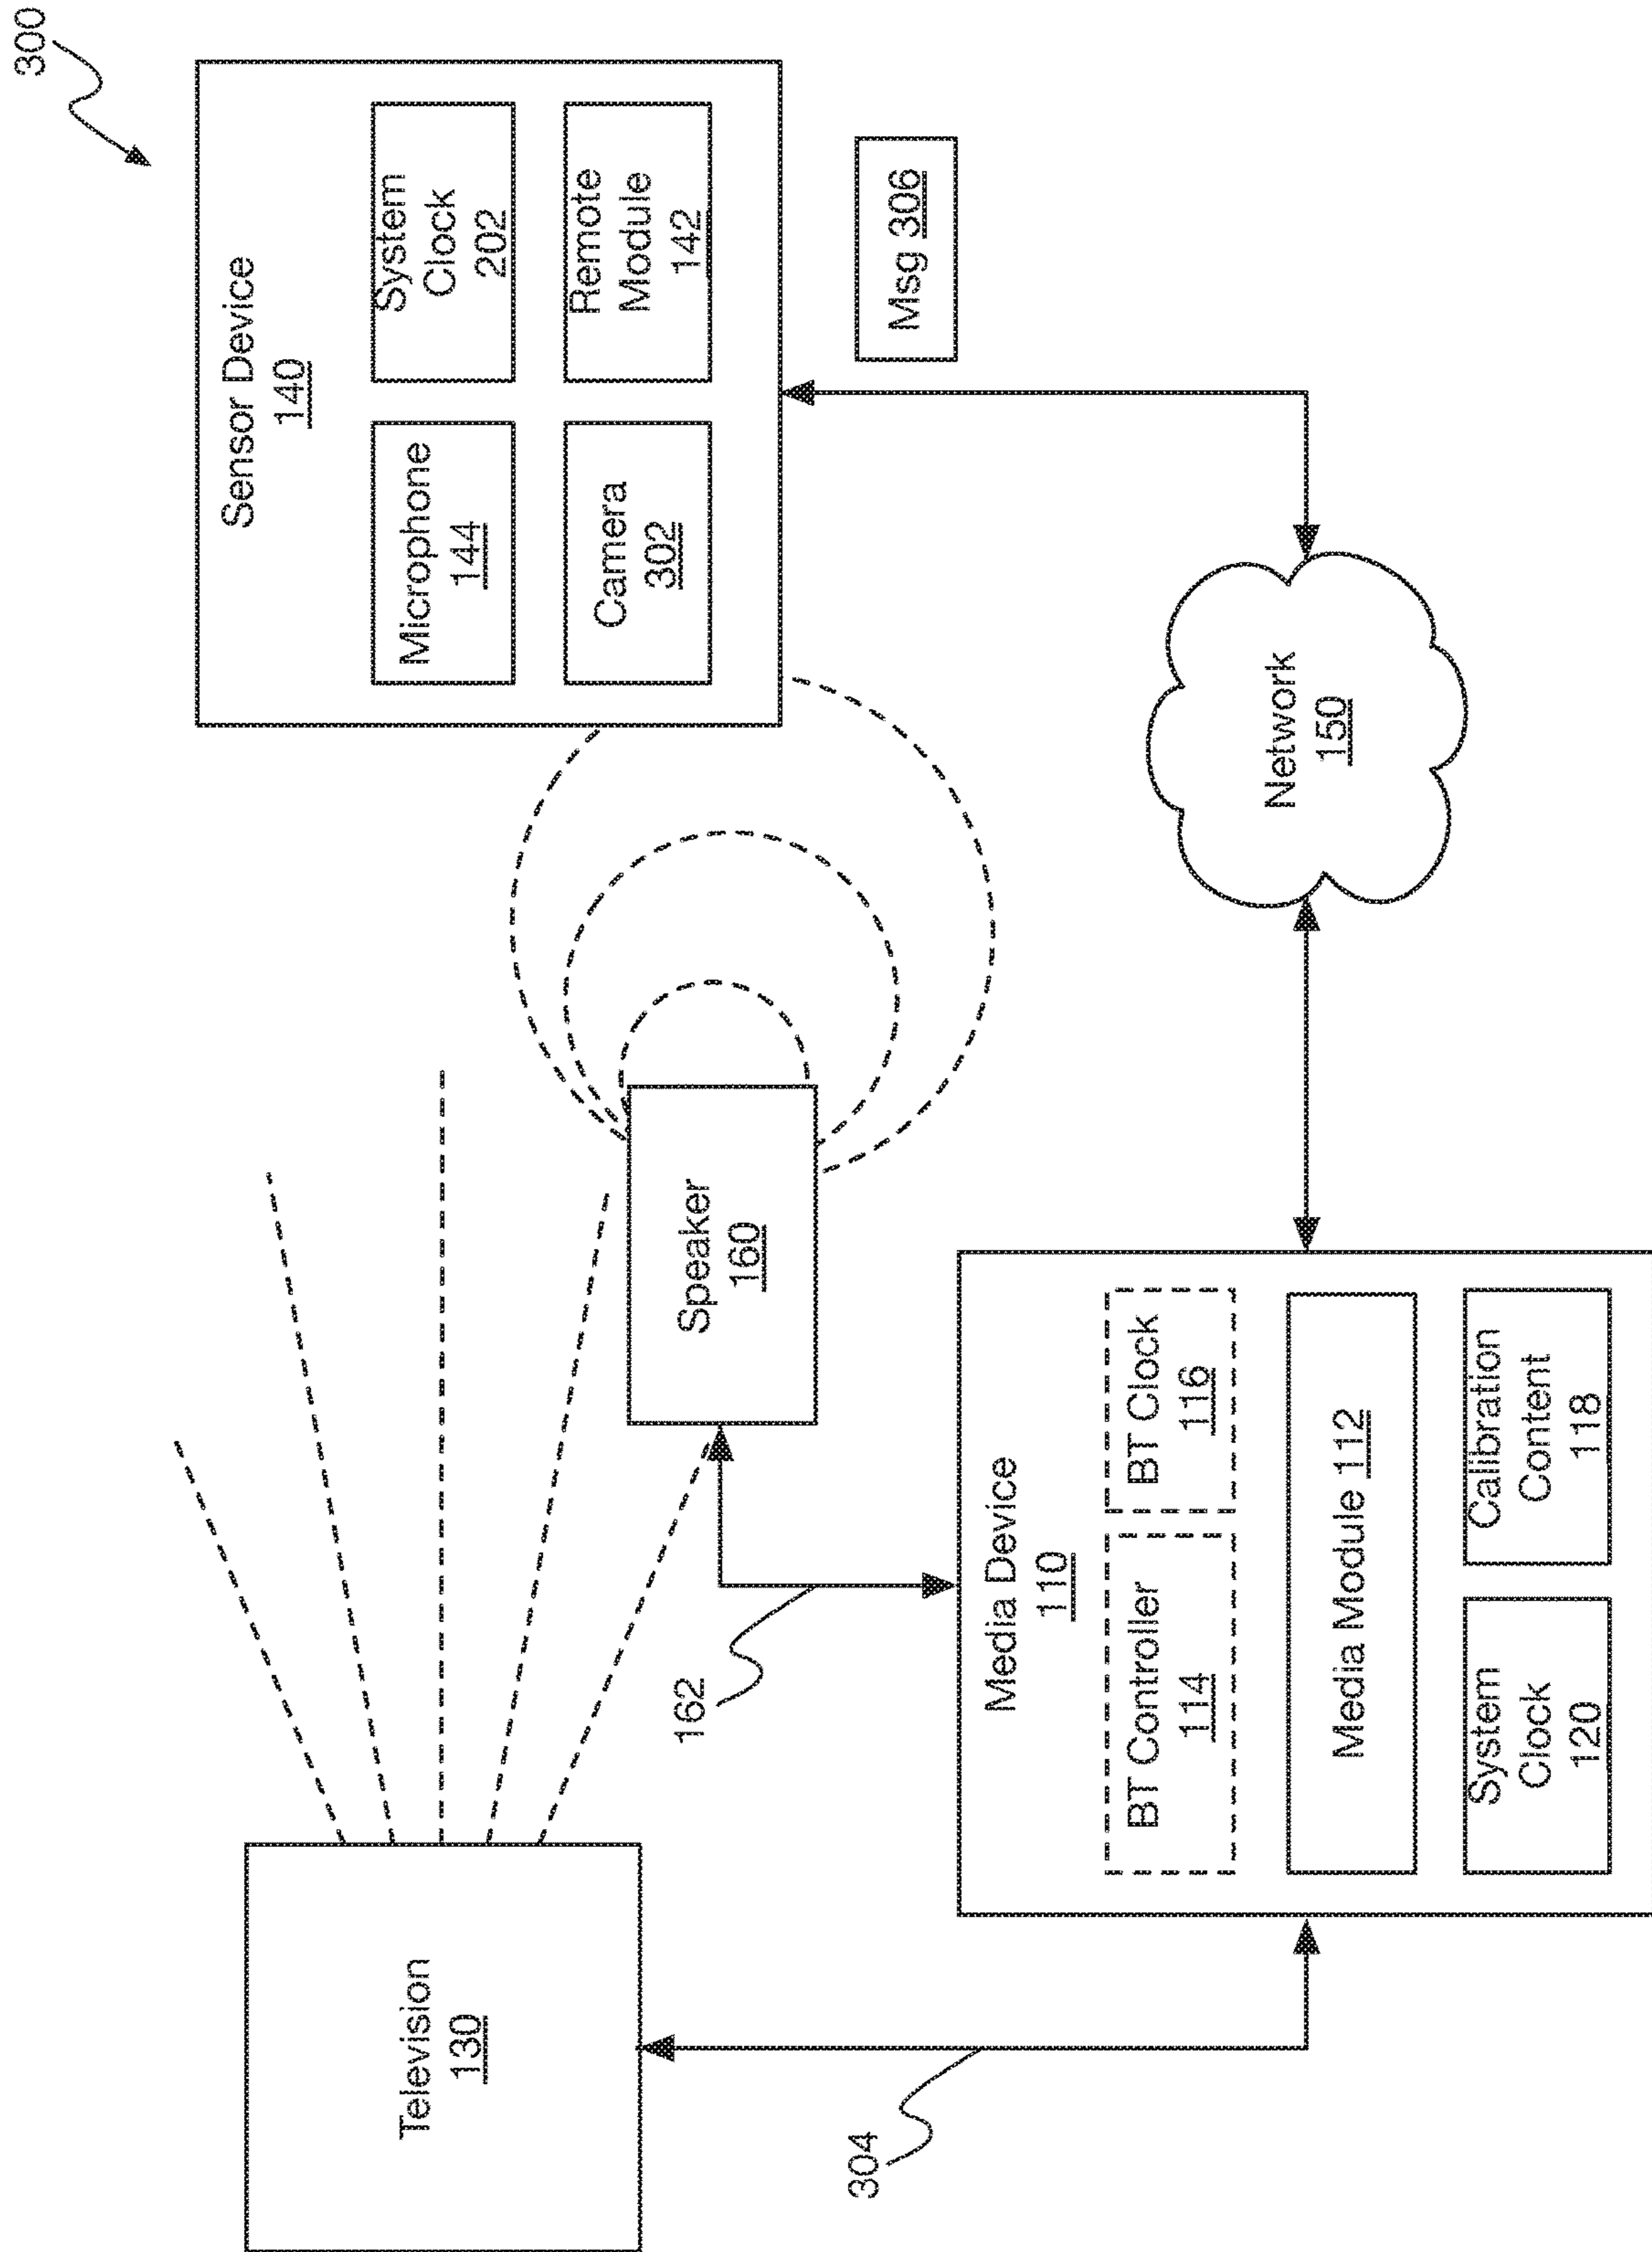 300
Television
130
Sensor Device
140
Microphone
144
System
Clock
202
Camera
302
Remote
Module
142
Speaker
160
Msg 306
162
304
Media Device
110
BT Controller
114
BT Clock
116
Media Module 112
System
Clock
120
Calibration
Content
118
Network
150